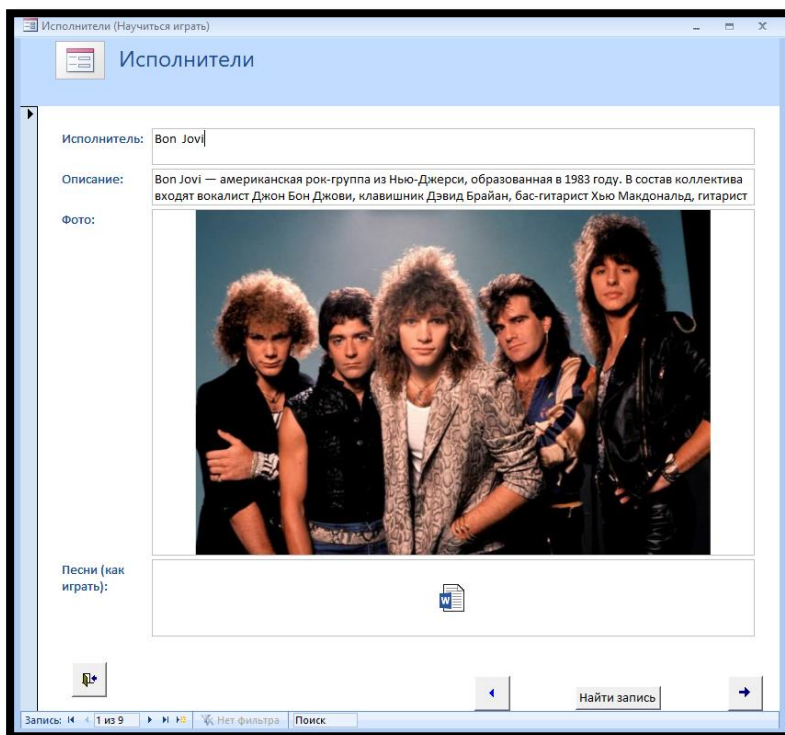 Исполнители (Научиться играть)
Исполнители
Исполнитель: Bon Jovi
Описание: Bon Jovi — американская рок-группа из Нью-Джерси, образованная в 1983 году. В состав коллектива
входят вокалист Джон Бон Джови, клавишник Дэвид Брайан, бас-гитарист Хью Макдональд, гитарист
Фото:
Песни (как
играть):
W
Найти запись
Запись: 1 из 9 Нет фильтра Поиск